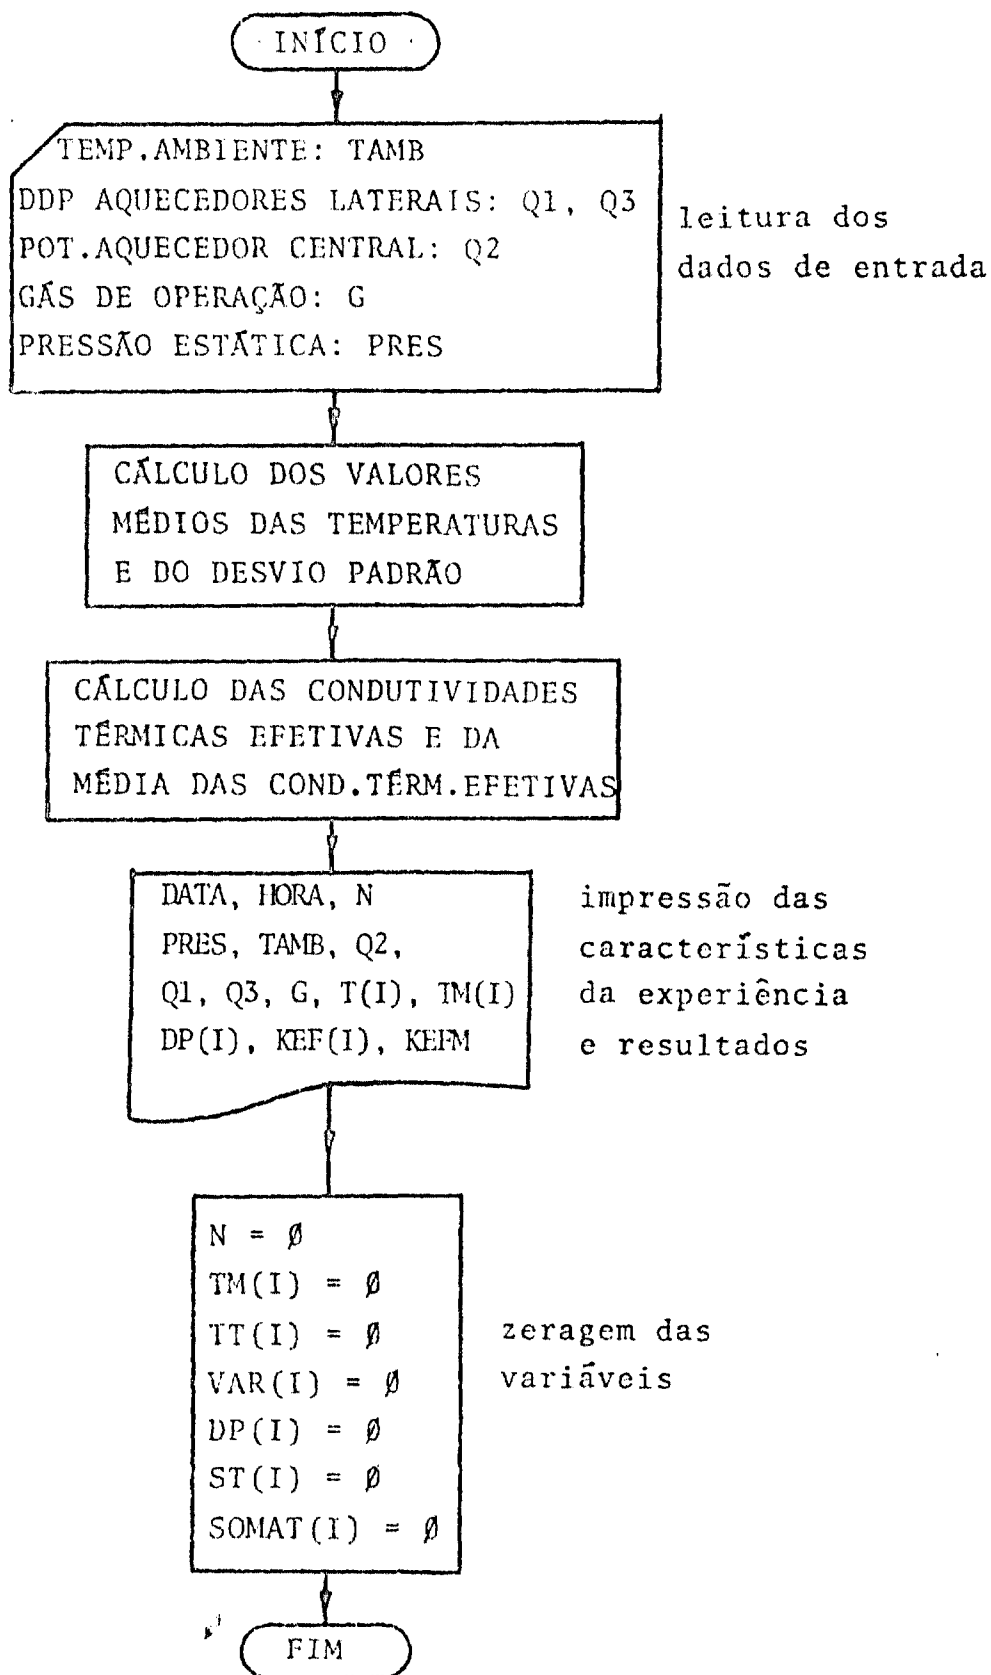 INÍCIO
TEMP.AMBIENTE: TAMB
DDP AQUECEDORES LATERAIS: Q1, Q3
POT.AQUECEDOR CENTRAL: Q2
GÁS DE OPERAÇÃO: G
PRESSÃO ESTÁTICA: PRES
leitura dos
dados de entrada
CÁLCULO DOS VALORES
MÉDIOS DAS TEMPERATURAS
E DO DESVIO PADRÃO
CÁLCULO DAS CONDUTIVIDADES
TÉRMICAS EFETIVAS E DA
MÉDIA DAS COND.TÉRM.EFETIVAS
DATA, HORA, N
PRES, TAMB, Q2,
Q1, Q3, G, T(I), TM(I)
DP(I), KEF(I), KEFM
impressão das
características
da experiência
e resultados
N = Ø
TM(I) = Ø
TT(I) = Ø
VAR(I) = Ø
DP(I) = Ø
ST(I) = Ø
SOMAT(I) = Ø
zeragem das
variáveis
FIM